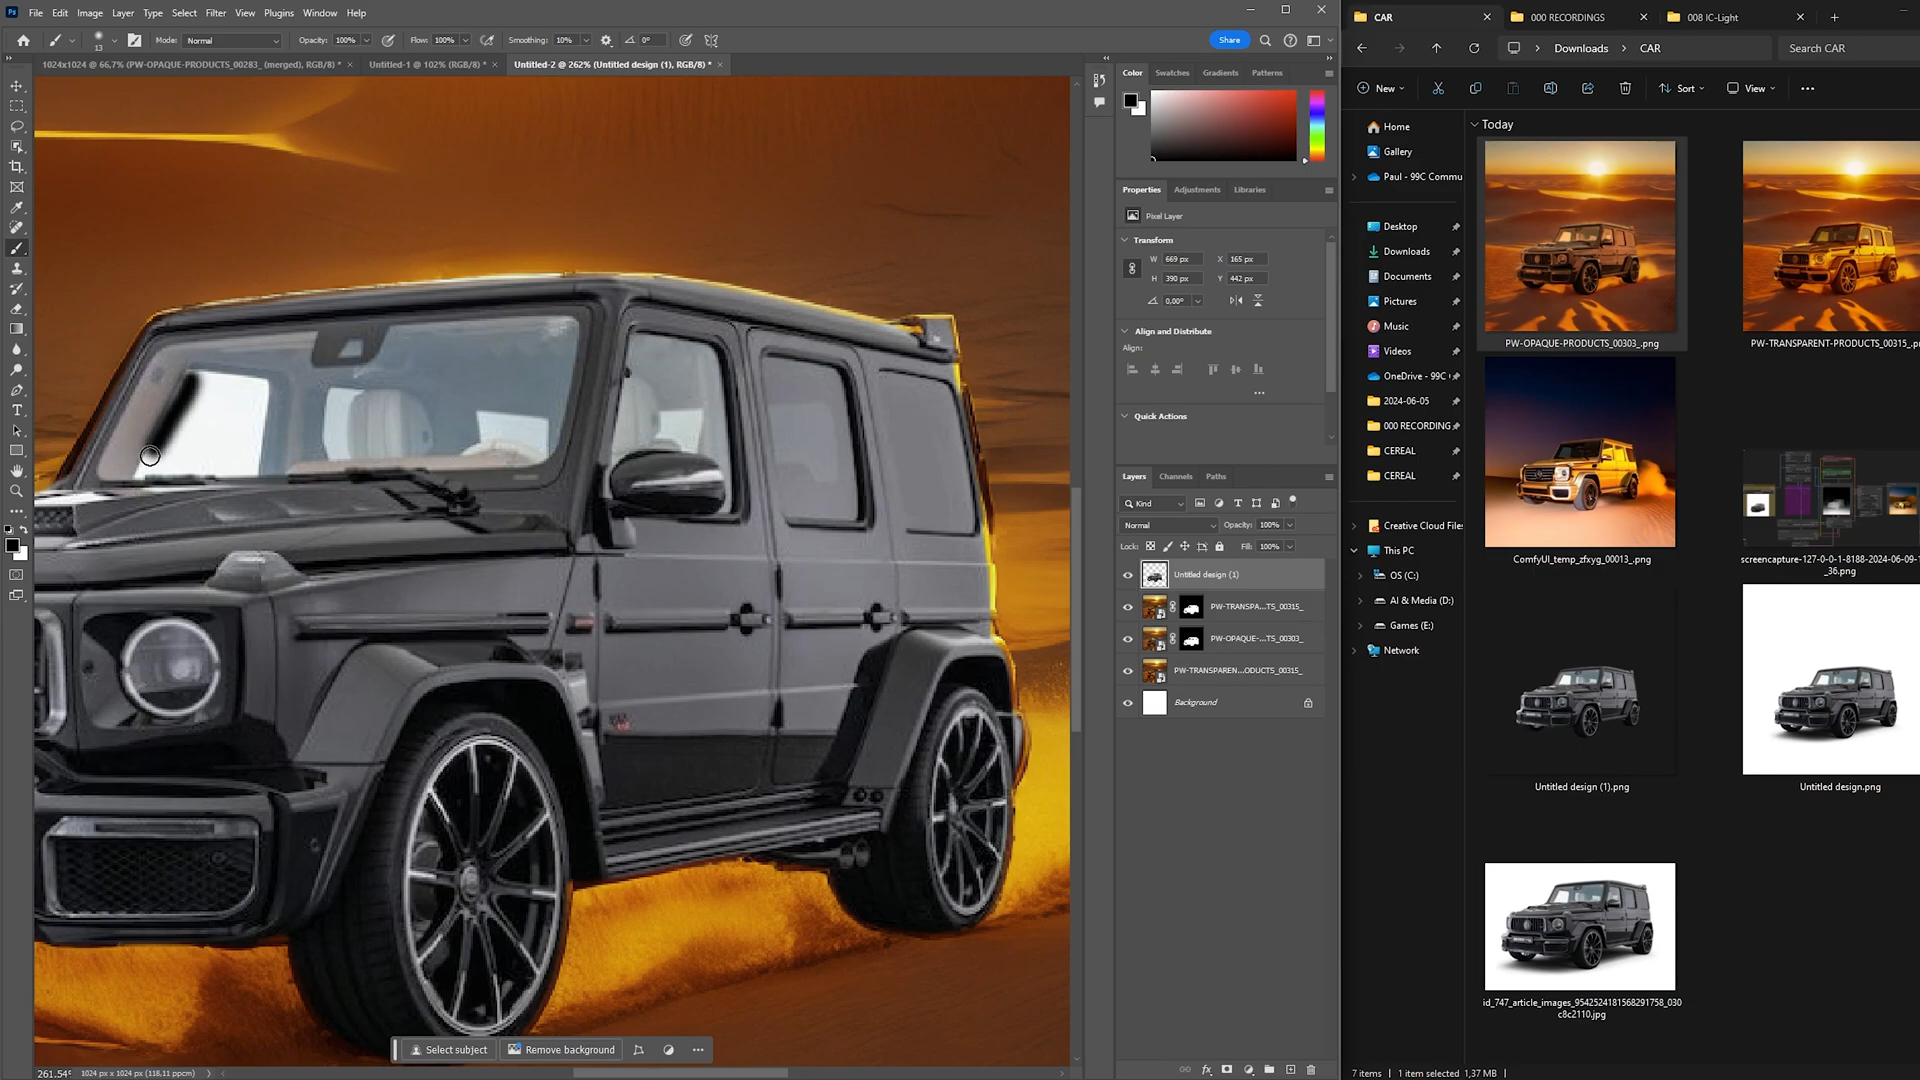 File Edit Image Layer Type Select Filter View Plugins Window Help
13 Mode: Normal Opacity: 100% Flow: 100% Smoothing: 10% 0° Share
1024x1024 @ 66,7% (PW-OPAQUE-PRODUCTS_00283_ (merged), RGB/8) *
Untitled-1 @ 102% (RGB/8) *
Untitled-2 @ 262% (Untitled design (1), RGB/8) *
Color Swatches Gradients Patterns
Properties Adjustments Libraries
Pixel Layer
Transform
W 669 px X 165 px
H 390 px Y 442 px
0,00°
Align and Distribute
Align:
Quick Actions
Layers Channels Paths
Kind
Normal Opacity: 100%
Lock: Fill: 100%
Untitled design (1)
PW-TRANSPA...TS_00315_
PW-OPAQUE-...TS_00303_
PW-TRANSPAREN...ODUCTS_00315_
Background
Select subject Remove background
261.54% 1024 px x 1024 px (118,11 ppcm)
CAR 000 RECORDINGS 008 IC-Light
Downloads CAR Search CAR
New Sort View
Home
Gallery
Paul - 99C Commu
Desktop
Downloads
Documents
Pictures
Music
Videos
OneDrive - 99C
2024-06-05
000 RECORDING
CEREAL
CEREAL
Creative Cloud Files
This PC
OS (C:)
AI & Media (D:)
Games (E:)
Network
Today
PW-OPAQUE-PRODUCTS_00303_.png
PW-TRANSPARENT-PRODUCTS_00315_.pn
ComfyUI_temp_zfxyg_00013_.png
screencapture-127-0-0-1-8188-2024-06-09-1
_36.png
Untitled design (1).png
Untitled design.png
id_747_article_images_9542524181568291758_030
c8c2110.jpg
7 items 1 item selected 1,37 MB